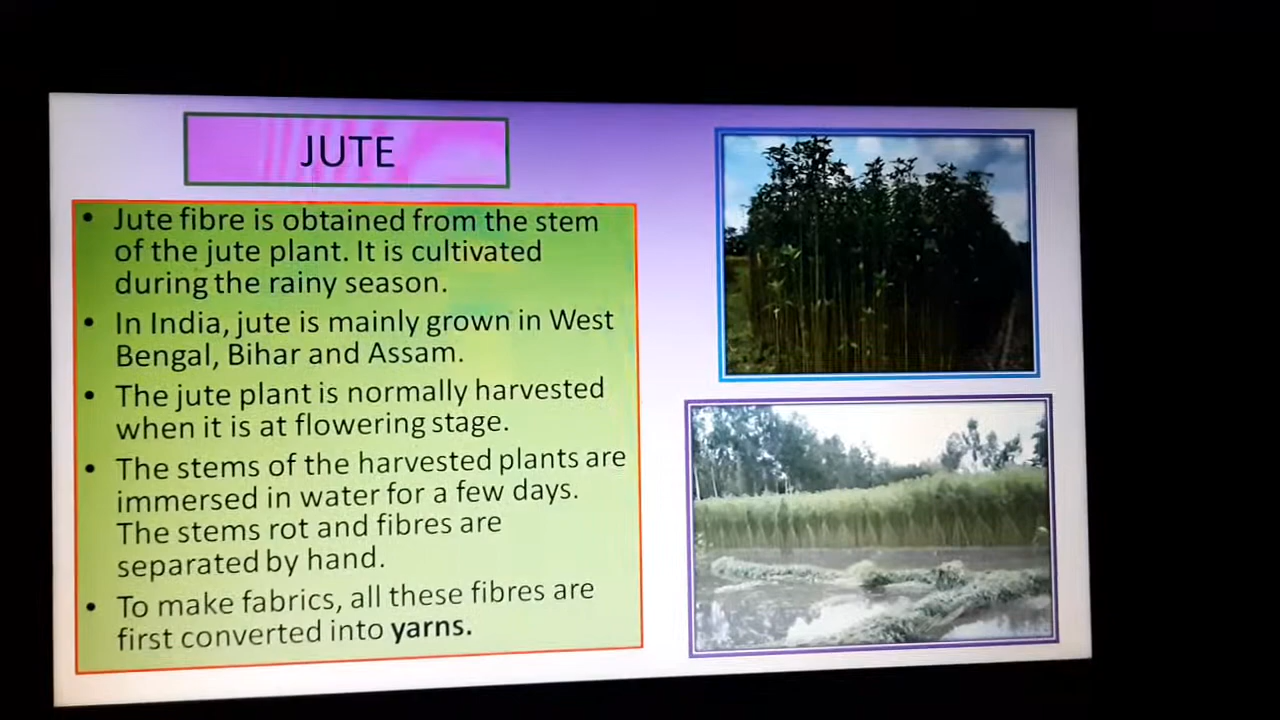 JUTE
• Jute fibre is obtained from the stem
of the jute plant. It is cultivated
during the rainy season.
• In India, jute is mainly grown in West
Bengal, Bihar and Assam.
• The jute plant is normally harvested
when it is at flowering stage.
• The stems of the harvested plants are
immersed in water for a few days.
The stems rot and fibres are
separated by hand.
• To make fabrics, all these fibres are
first converted into yarns.